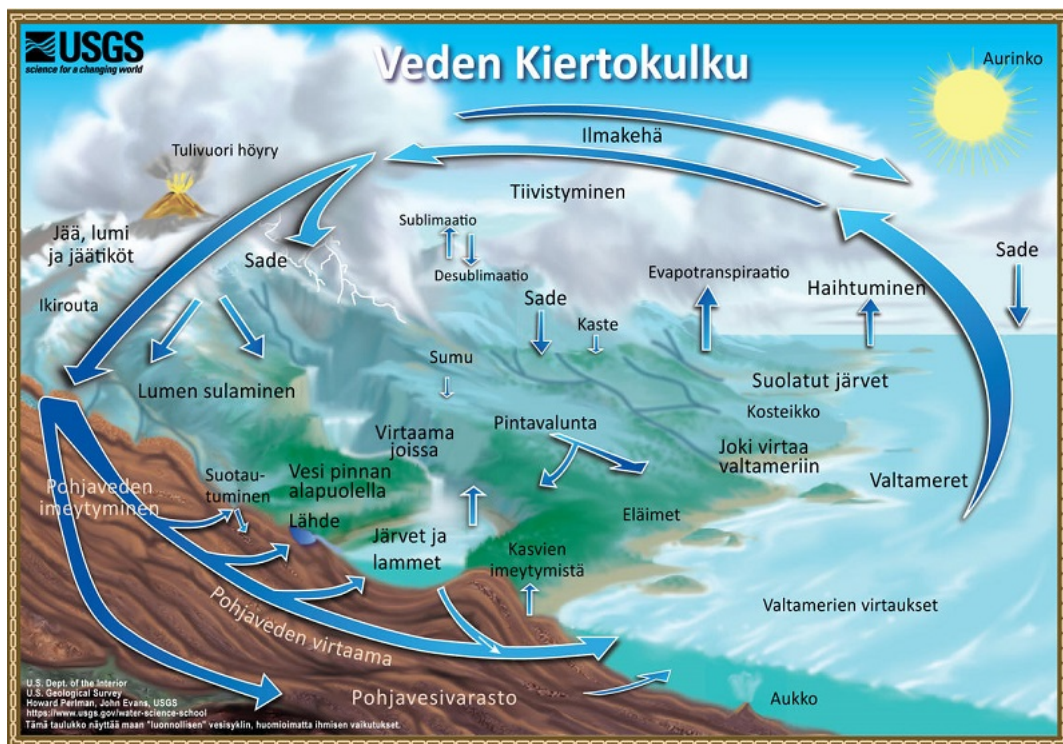 USGS
science for a changing world
Veden Kiertokulku
Aurinko
Ilmakehä
Tulivuori höyry
Tiivistyminen
Sublimaatio
Desublimaatio
Jää, lumi
ja jäätiköt
Sade
Sade
Evapotranspiraatio
Haihtuminen
Ikirouta
Sade
Kaste
Sumu
Lumen sulaminen
Suolatut järvet
Kosteikko
Pintavalunta
Virtaama
joissa
Joki virtaa
valtameriin
Valtameret
Pohjaveden
imeytyminen
Suotau-
tuminen
Vesi pinnan
alapuolella
Lähde
Järvet ja
lammet
Eläimet
Kasvien
imeytymistä
Valtamerien virtaukset
Pohjaveden virtaama
Pohjavesivarasto
Aukko
U.S. Dept. of the Interior
U.S. Geological Survey
Howard Perlman, John Evans, USGS
https://www.usgs.gov/water-science-school
Tämä taulukko näyttää maan "luonnollisen" vesisyklin, huomioimatta ihmisen vaikutukset.